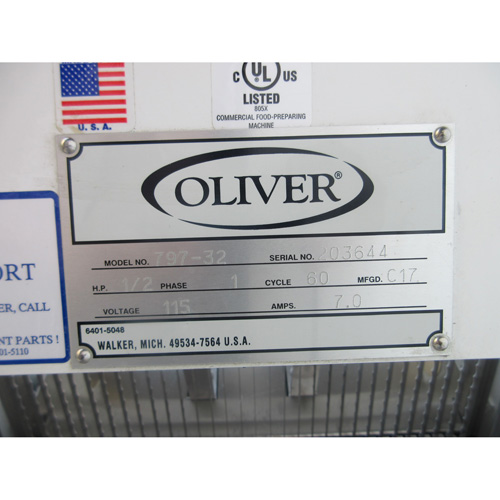 U. S. A.
C UL US
LISTED
805X
COMMERCIAL FOOD-PREPARING
MACHINE
OLIVER®
MODEL NO. 797-32 SERIAL NO. 203644
H.P. 1/2 PHASE 1 CYCLE 60 MFGD. C17
VOLTAGE 115 AMPS. 7.0
6401-5048
WALKER, MICH. 49534-7564 U.S.A.
ORT
ER, CALL
NT PARTS !
01-5110